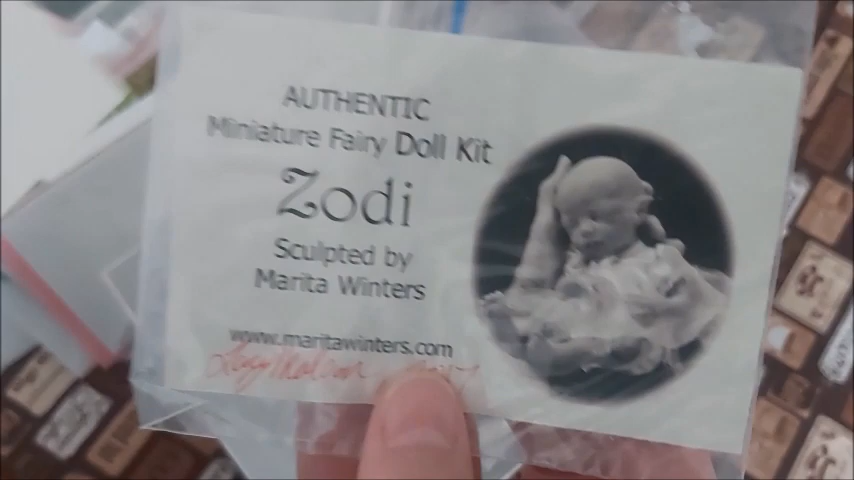 AUTHENTIC
Miniature Fairy Doll Kit
Zodi
Sculpted by
Marita Winters
www.maritawinters.com